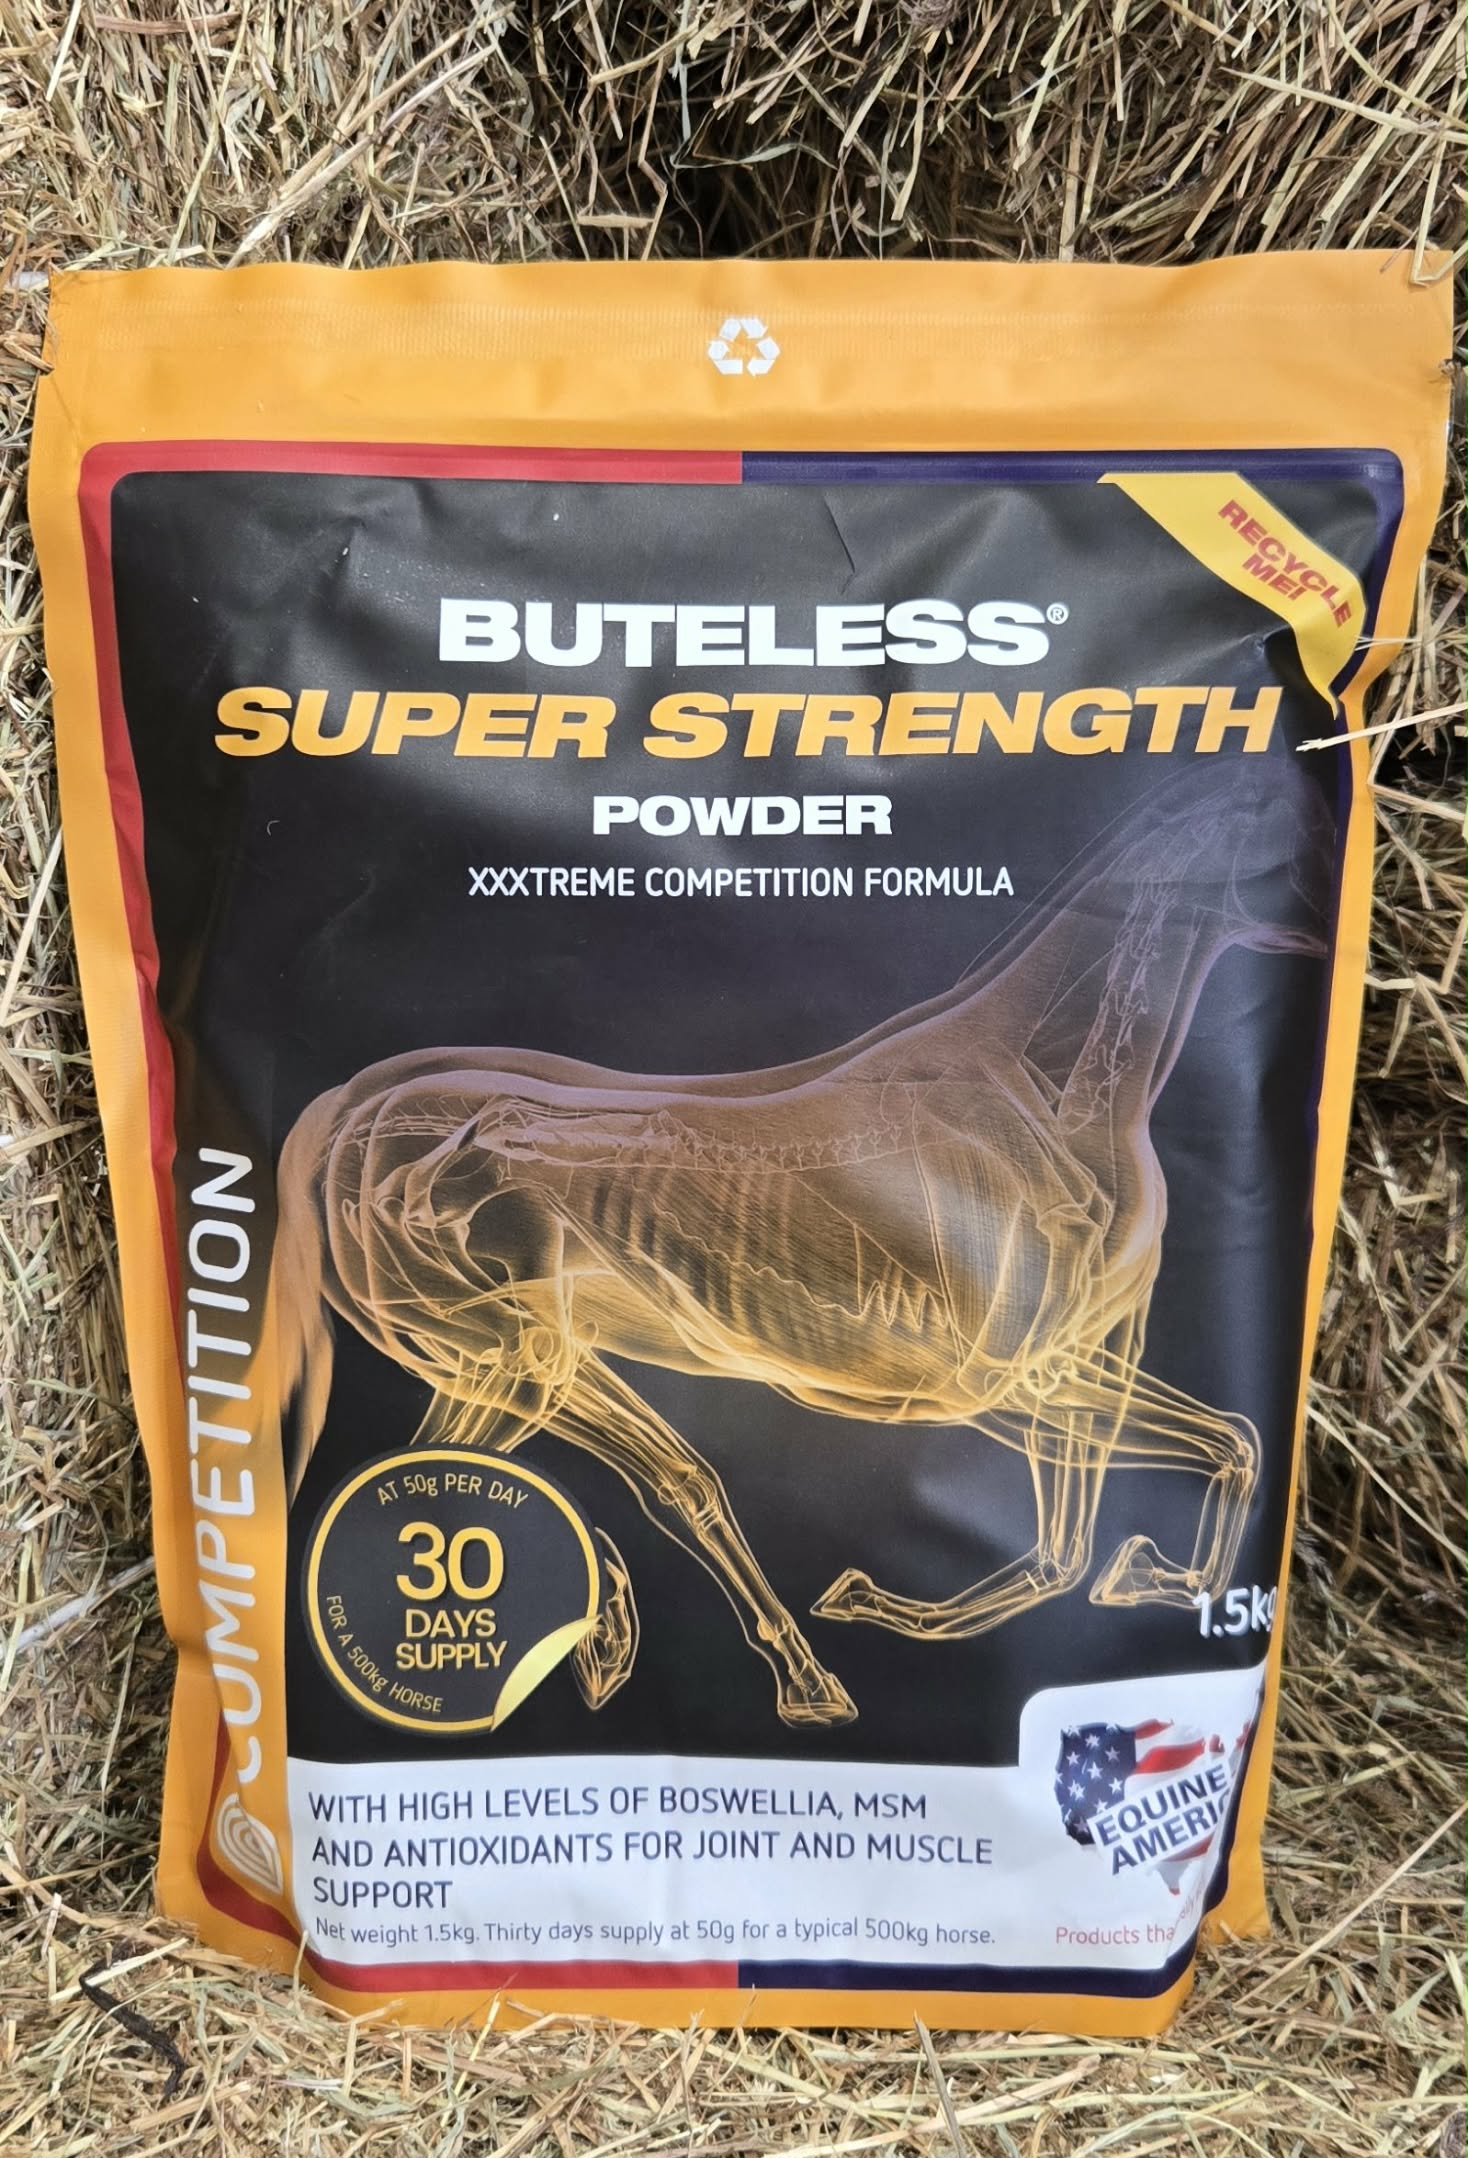 RECYCLE
ME!
BUTELESS®
SUPER STRENGTH
POWDER
XXXTREME COMPETITION FORMULA
COMPETITION
AT 50g PER DAY
30
DAYS
SUPPLY
FOR A 500kg HORSE
1.5kg
WITH HIGH LEVELS OF BOSWELLIA, MSM
AND ANTIOXIDANTS FOR JOINT AND MUSCLE
SUPPORT
Net weight 1.5kg. Thirty days supply at 50g for a typical 500kg horse.
EQUINE
AMERIC
Products tha